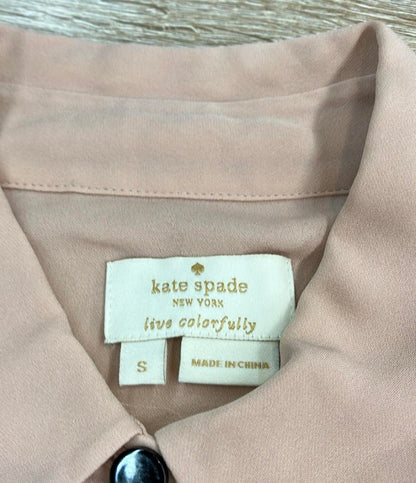 kate spade
NEW YORK
live colorfully
S
MADE IN CHINA